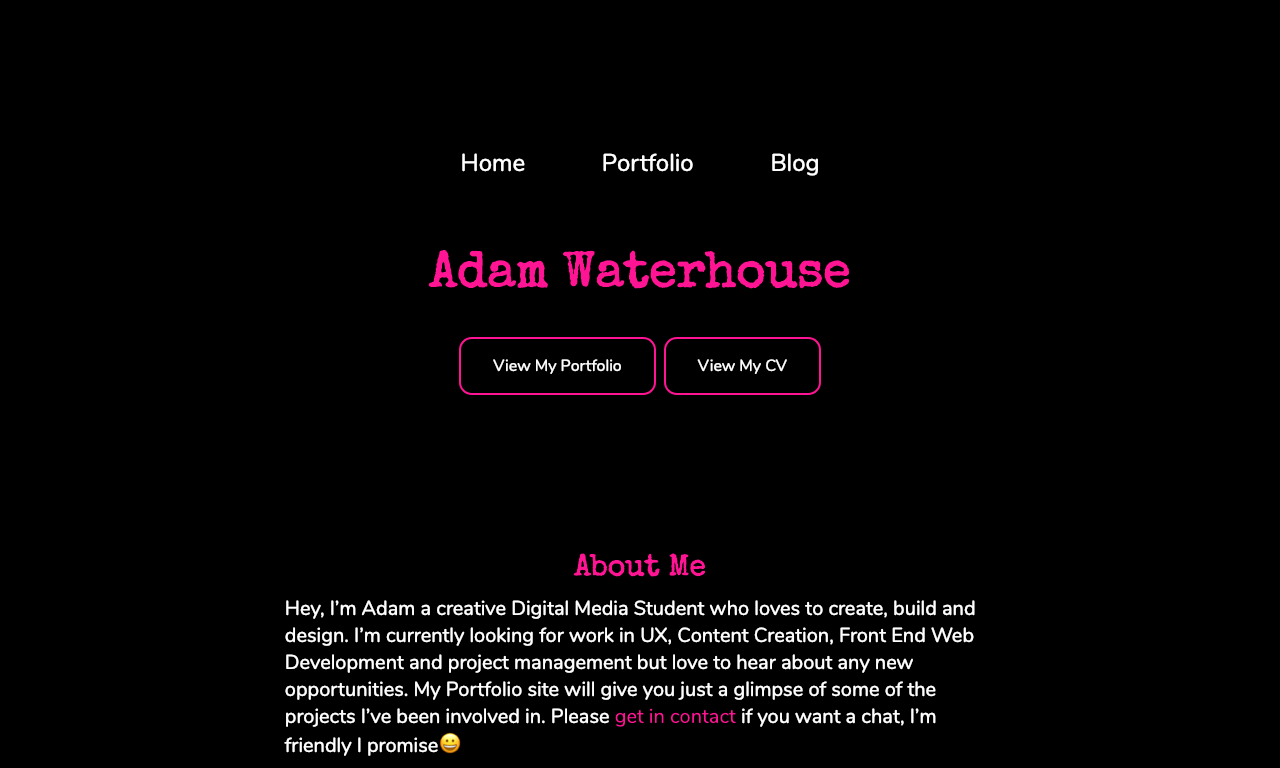 Home Portfolio Blog
Adam Waterhouse
View My Portfolio View My CV
About Me
Hey, I’m Adam a creative Digital Media Student who loves to create, build and
design. I’m currently looking for work in UX, Content Creation, Front End Web
Development and project management but love to hear about any new
opportunities. My Portfolio site will give you just a glimpse of some of the
projects I’ve been involved in. Please get in contact if you want a chat, I’m
friendly I promise😀